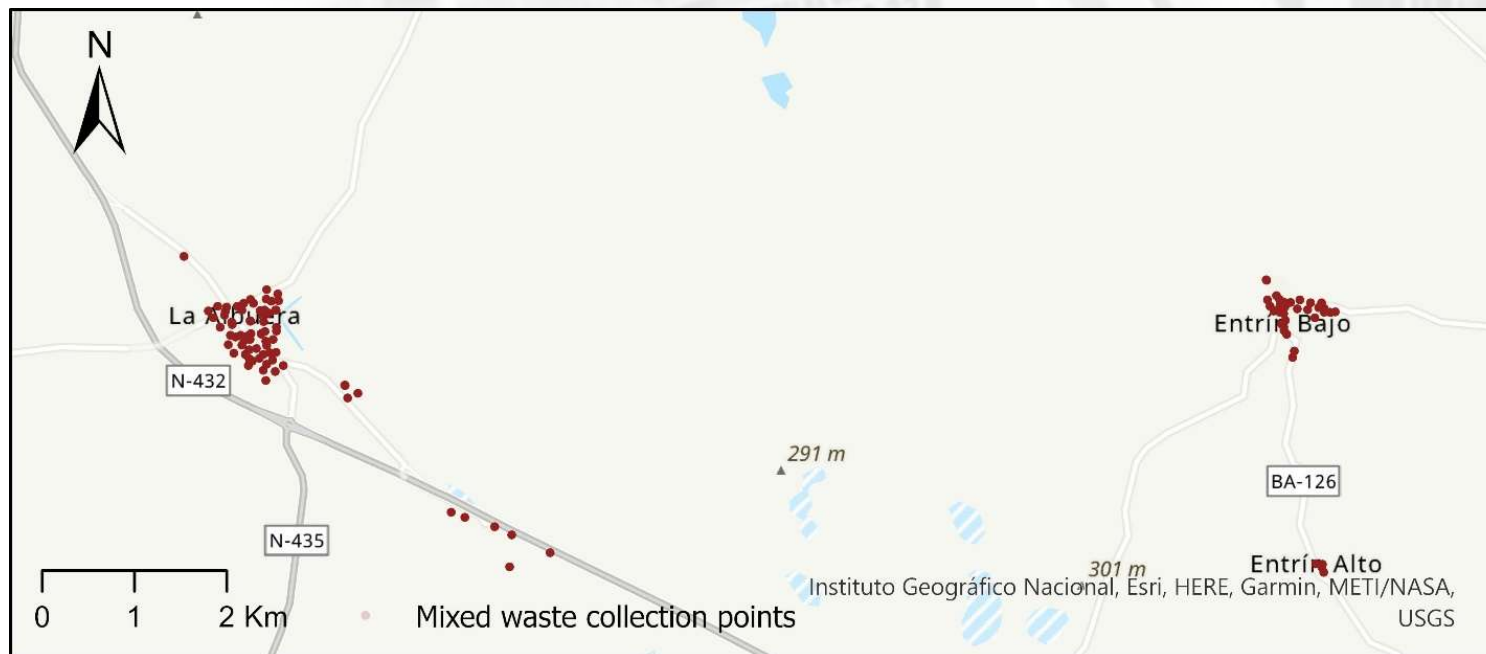 N
La Albuera
Entrín Bajo
N-432
291 m
BA-126
N-435
Entrín Alto
301 m
Instituto Geográfico Nacional, Esri, HERE, Garmin, METI/NASA,
USGS
0 1 2 Km
Mixed waste collection points